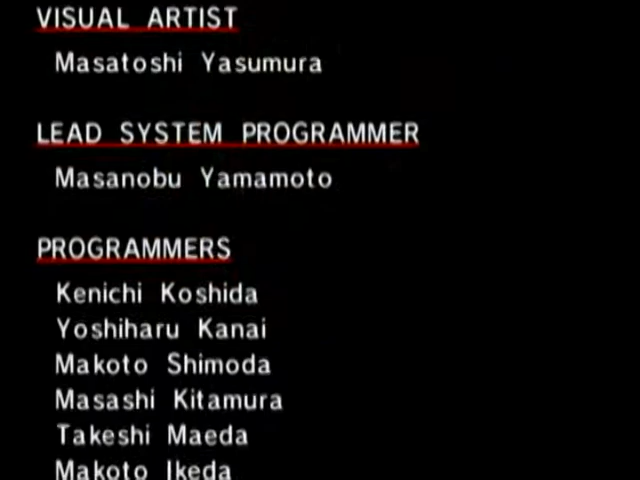 VISUAL ARTIST
Masatoshi Yasumura
LEAD SYSTEM PROGRAMMER
Masanobu Yamamoto
PROGRAMMERS
Kenichi Koshida
Yoshiharu Kanai
Makoto Shimoda
Masashi Kitamura
Takeshi Maeda
Makoto Ikeda